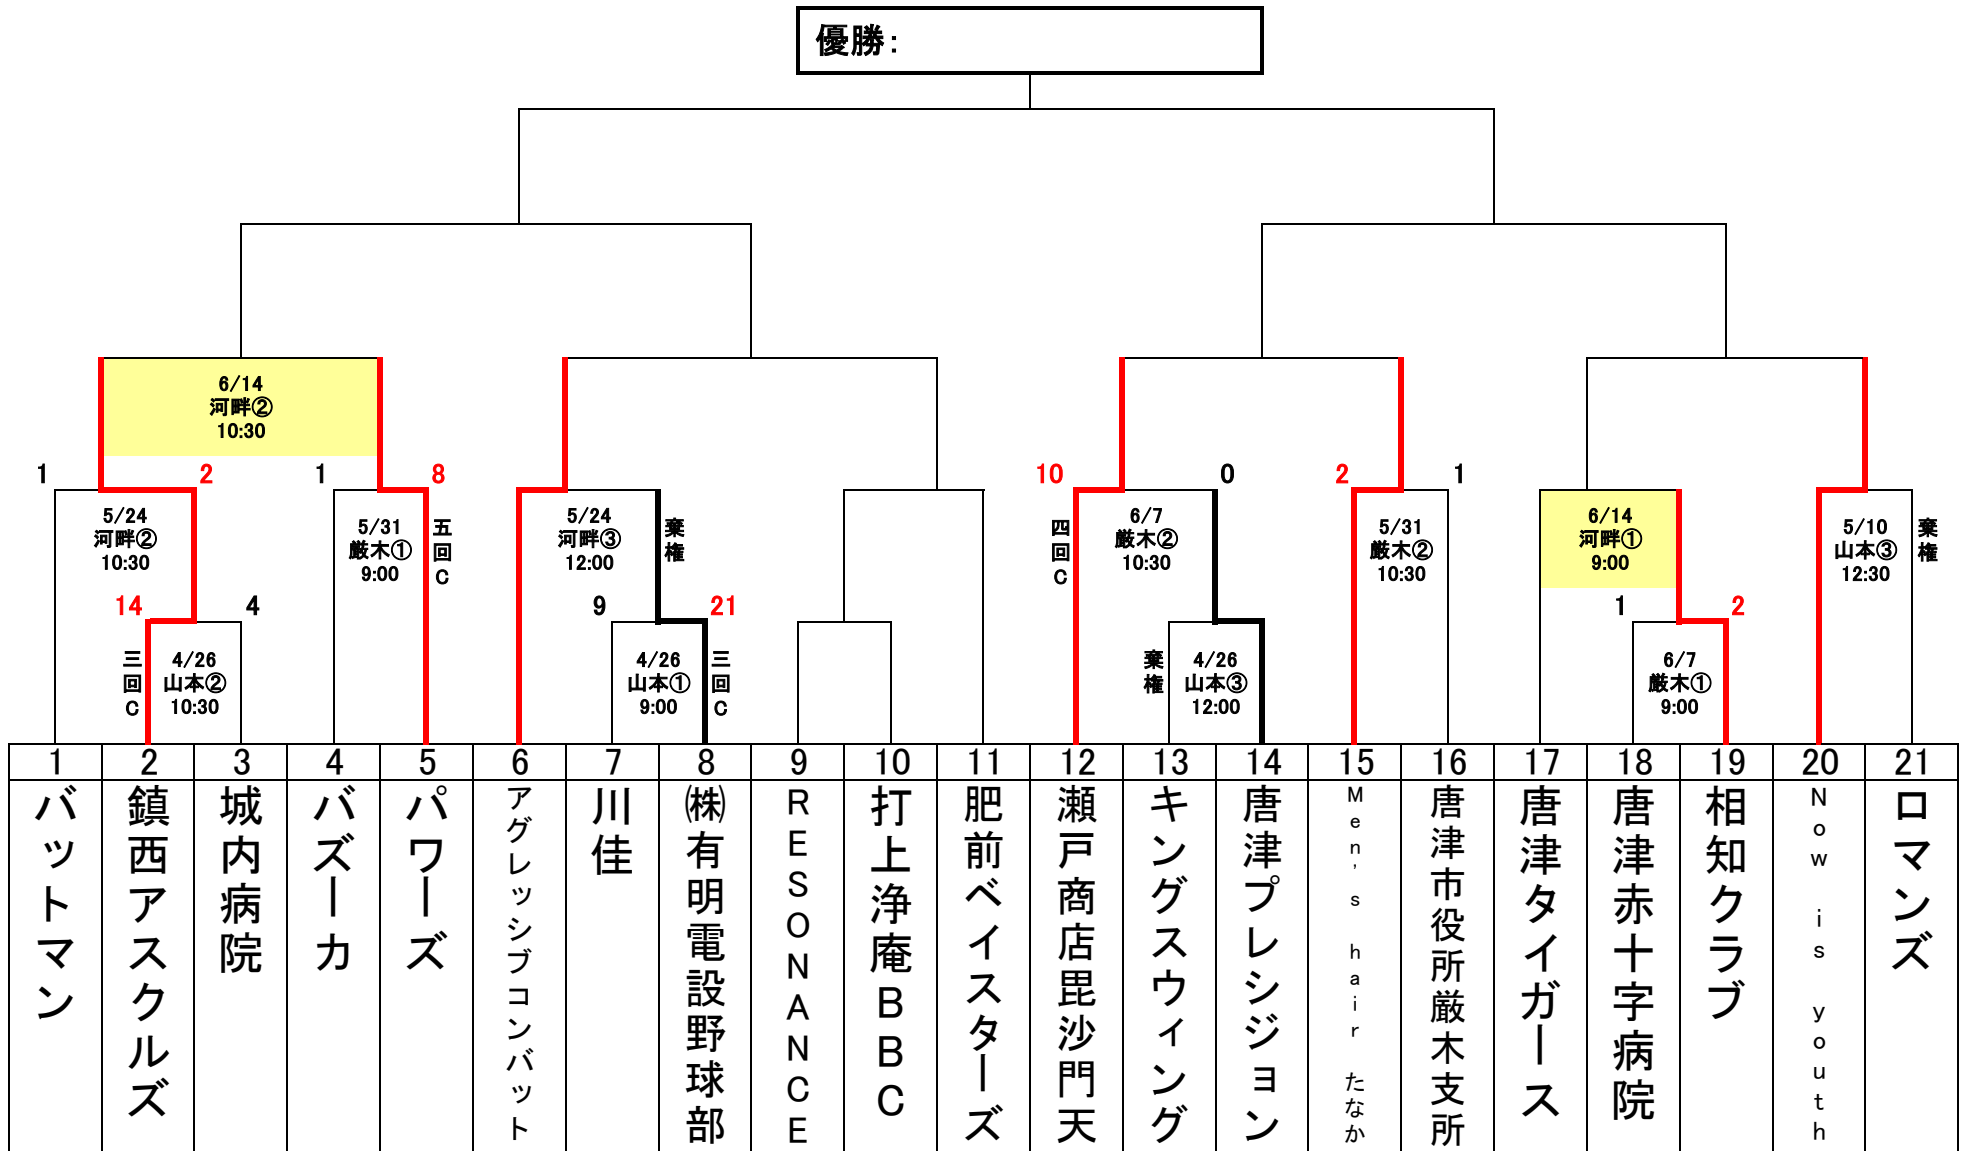 優勝:
6/14
河畔②
10:30
1
2
1
8
10
0
2
1
5/24
河畔②
10:30
5/31
厳木①
9:00
五回C
5/24
河畔③
12:00
棄権
四回C
6/7
厳木②
10:30
5/31
厳木②
10:30
6/14
河畔①
9:00
5/10
山本③
12:30
棄権
14
4
9
21
1
2
三回C
4/26
山本②
10:30
4/26
山本①
9:00
三回C
棄権
4/26
山本③
12:00
6/7
厳木①
9:00
1 2 3 4 5 6 7 8 9 10 11 12 13 14 15 16 17 18 19 20 21
バットマン
鎮西アスクルズ
城内病院
バズーカ
パワーズ
アグレッシブコンバット
川佳
㈱有明電設野球部
RESONANCE
打上浄庵BBC
肥前ベイスターズ
瀬戸商店毘沙門天
キングスウィング
唐津プレシジョン
Men's hair たなか
唐津市役所厳木支所
唐津タイガース
唐津赤十字病院
相知クラブ
Now is youth
ロマンズ